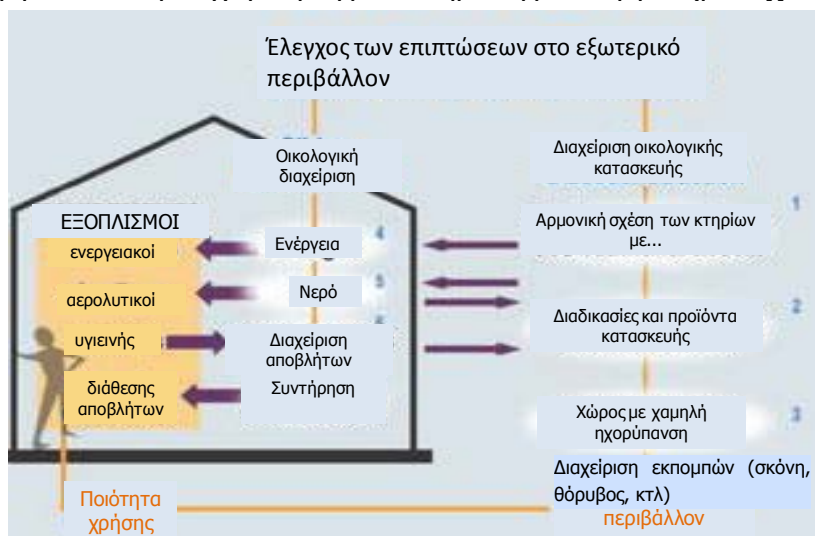 Έλεγχος των επιπτώσεων στο εξωτερικό
περιβάλλον
Οικολογική
διαχείριση
Διαχείριση οικολογικής
κατασκευής
1
ΕΞΟΠΛΙΣΜΟΙ
ενεργειακοί
Ενέργεια
4
Αρμονική σχέση των κτηρίων
με...
αερολυτικοί
Νερό
5
Διαδικασίες και προϊόντα
κατασκευής
2
υγιεινής
Διαχείριση
αποβλήτων
6
διάθεσης
αποβλήτων
Συντήρηση
Χώρος με χαμηλή
ηχορύπανση
3
Διαχείριση εκπομπών (σκόνη,
θόρυβος, κτλ)
Ποιότητα
χρήσης
περιβάλλον